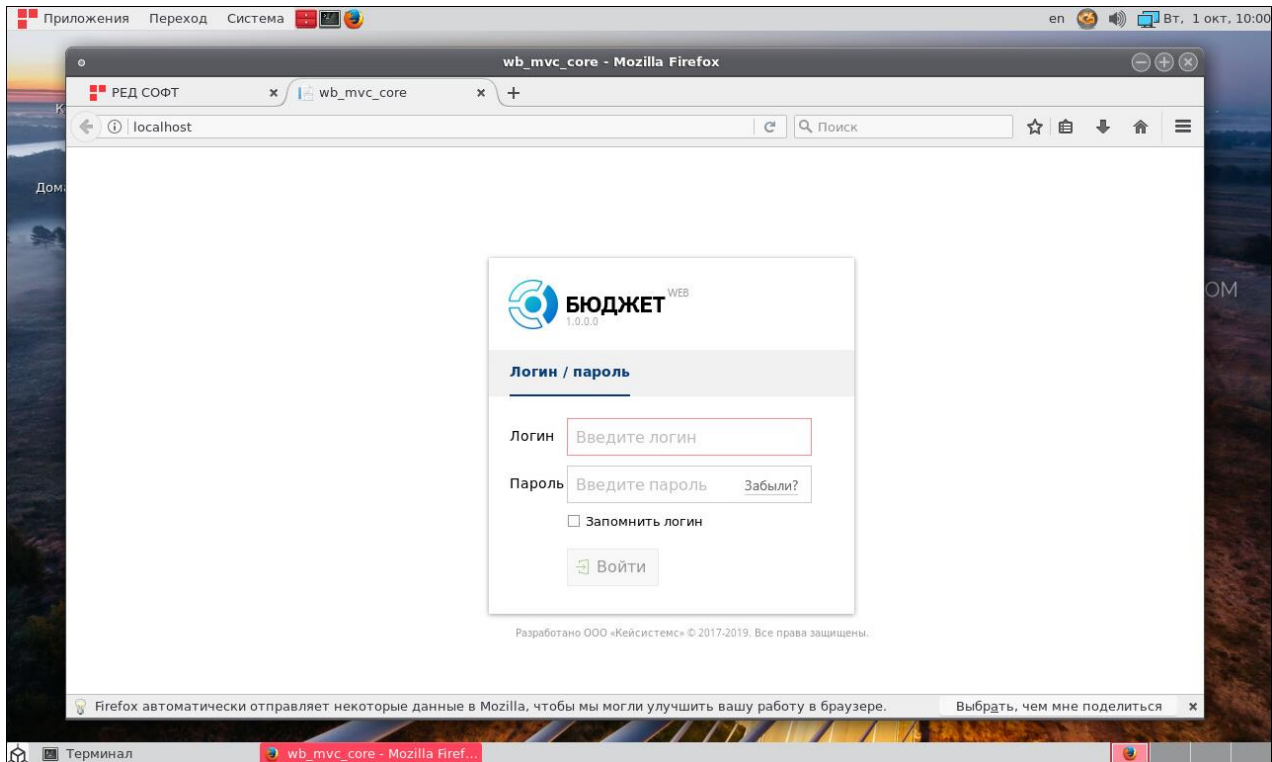 Приложения Переход Система en Вт, 1 окт, 10:00
wb_mvc_core - Mozilla Firefox
РЕД СОФТ wb_mvc_core
localhost Поиск
Дома
ОМ
БЮДЖЕТ WEB
1.0.0.0
Логин / пароль
Логин Введите логин
Пароль Введите пароль Забыли?
Запомнить логин
Войти
Разработано ООО «Кейсистемс» © 2017-2019. Все права защищены.
Firefox автоматически отправляет некоторые данные в Mozilla, чтобы мы могли улучшить вашу работу в браузере. Выбрать, чем мне поделиться
Терминал wb_mvc_core - Mozilla Firef...